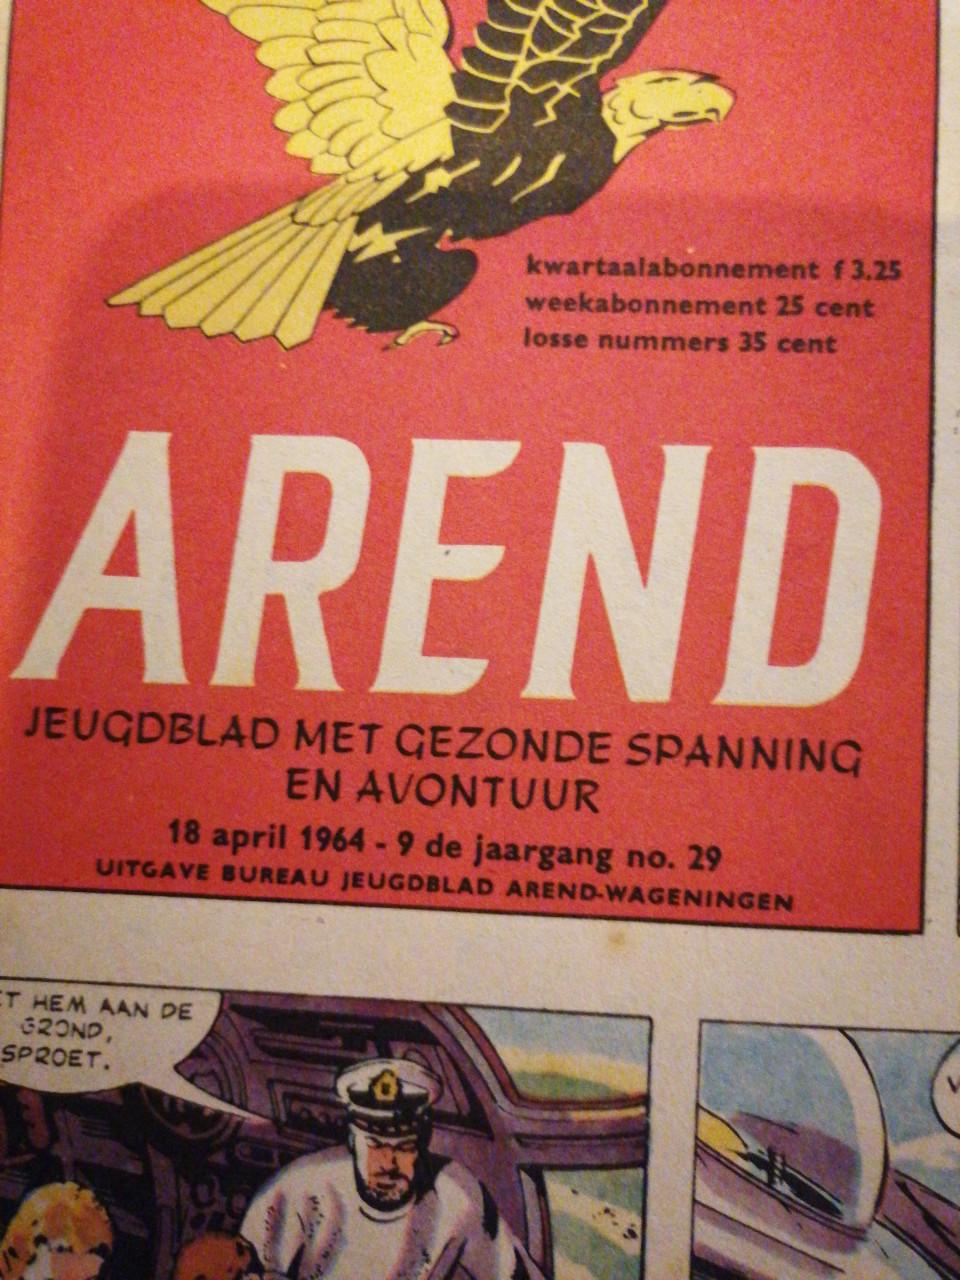 kwartaalabonnement f 3.25
weekabonnement 25 cent
losse nummers 35 cent
AREND
JEUGDBLAD MET GEZONDE SPANNING
EN AVONTUUR
18 april 1964 - 9 de jaargang no. 29
UITGAVE BUREAU JEUGDBLAD AREND-WAGENINGEN
HEM AAN DE
GROND,
SPROET.